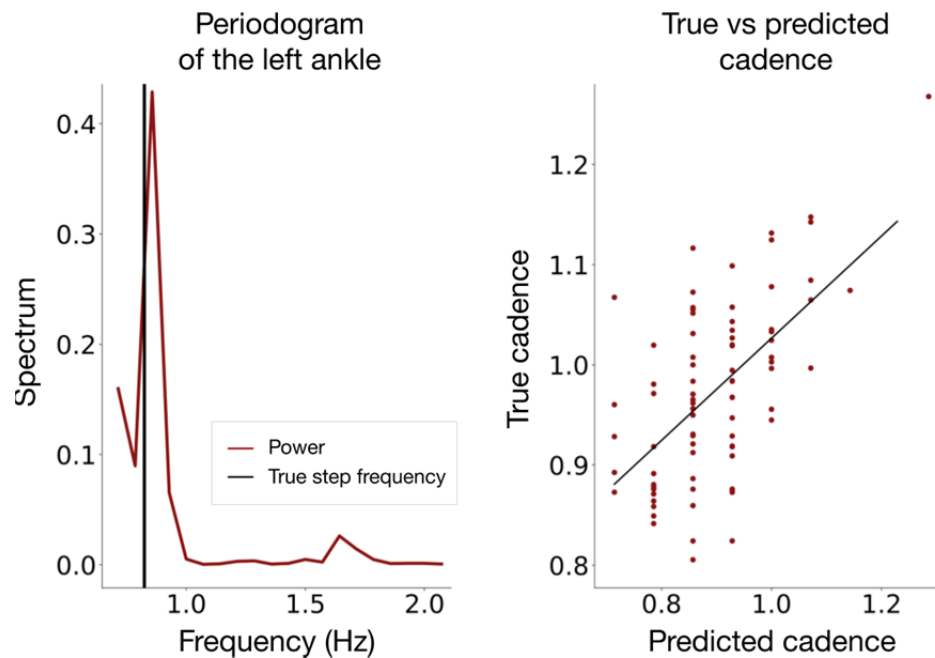 Periodogram
of the left ankle
Spectrum
0.4
0.3
0.2
0.1
0.0
Power
True step frequency
1.0
1.5
2.0
Frequency (Hz)
True vs predicted
cadence
True cadence
1.2
1.1
1.0
0.9
0.8
0.8
1.0
1.2
Predicted cadence